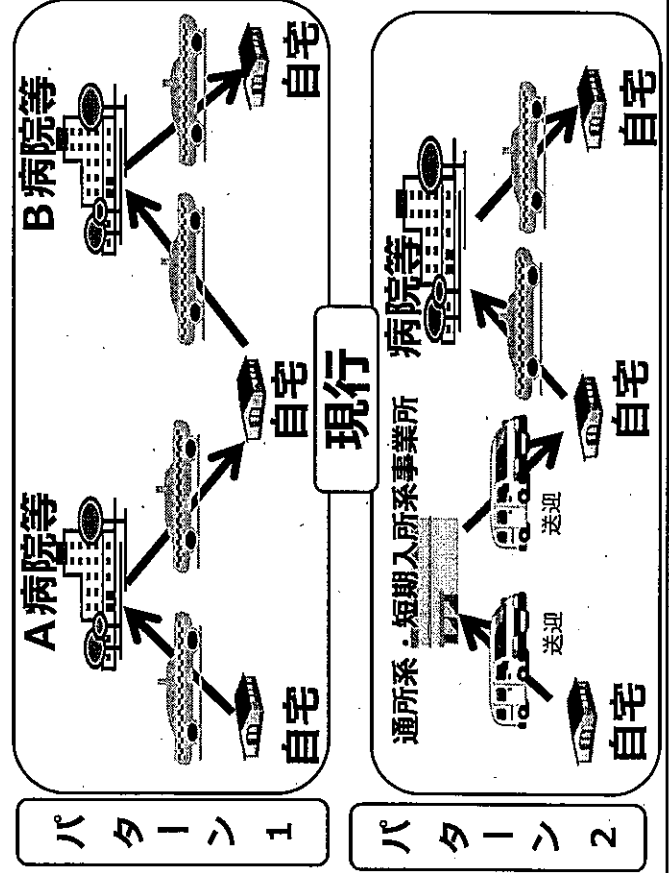 現行
パターン1
A病院等
B病院等
自宅
自宅
自宅
パターン2
通所系・短期入所系事業所
病院等
送迎
送迎
自宅
自宅
自宅